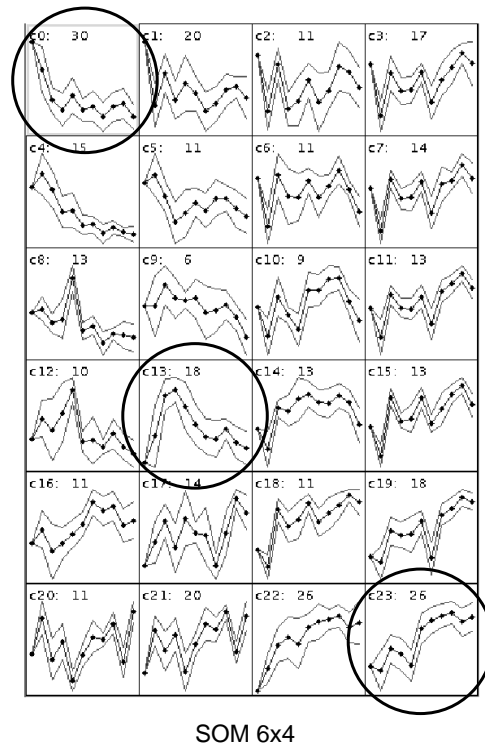 c0: 30 c1: 20 c2: 11 c3: 17
c4: 15 c5: 11 c6: 11 c7: 14
c8: 13 c9: 6 c10: 9 c11: 13
c12: 10 c13: 18 c14: 13 c15: 13
c16: 11 c17: 14 c18: 11 c19: 18
c20: 11 c21: 20 c22: 26 c23: 26
SOM 6x4